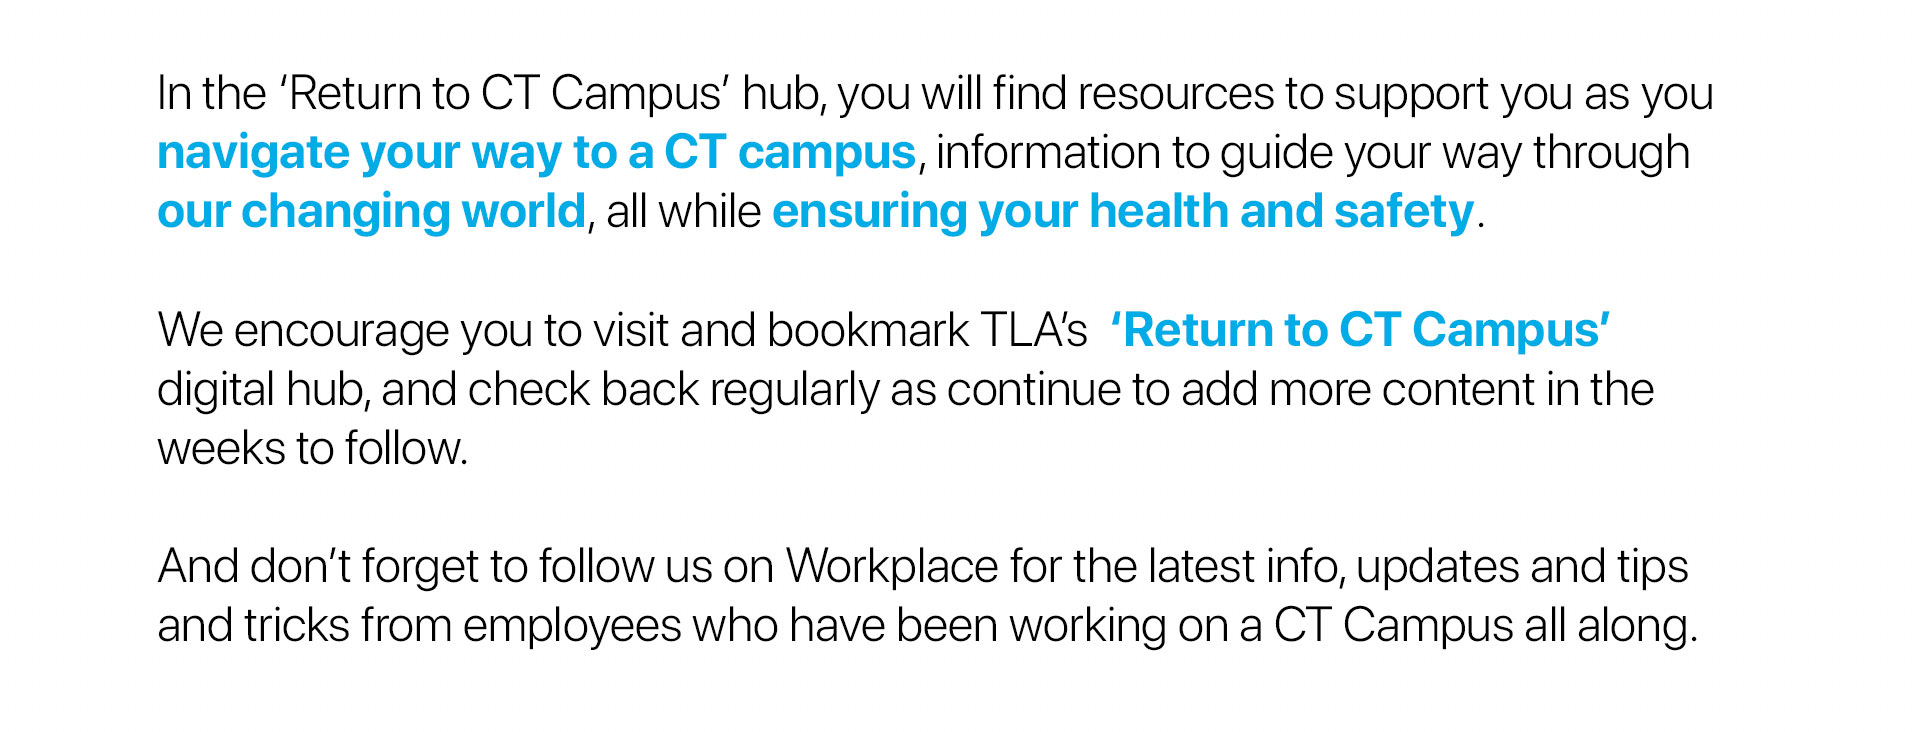 In the ‘Return to CT Campus’ hub, you will find resources to support you as you
navigate your way to a CT campus, information to guide your way through
our changing world, all while ensuring your health and safety.
We encourage you to visit and bookmark TLA’s ‘Return to CT Campus’
digital hub, and check back regularly as continue to add more content in the
weeks to follow.
And don’t forget to follow us on Workplace for the latest info, updates and tips
and tricks from employees who have been working on a CT Campus all along.